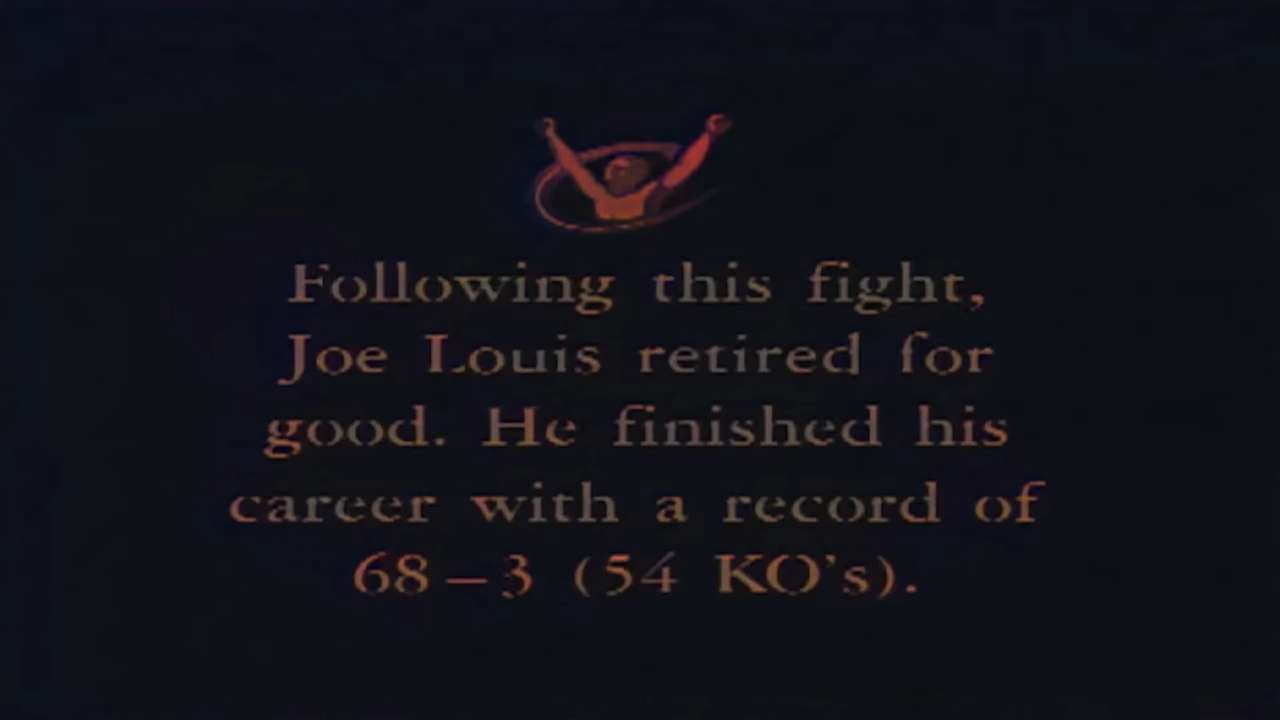 Following this fight,
Joe Louis retired for
good. He finished his
career with a record of
68–3 (54 KO's).